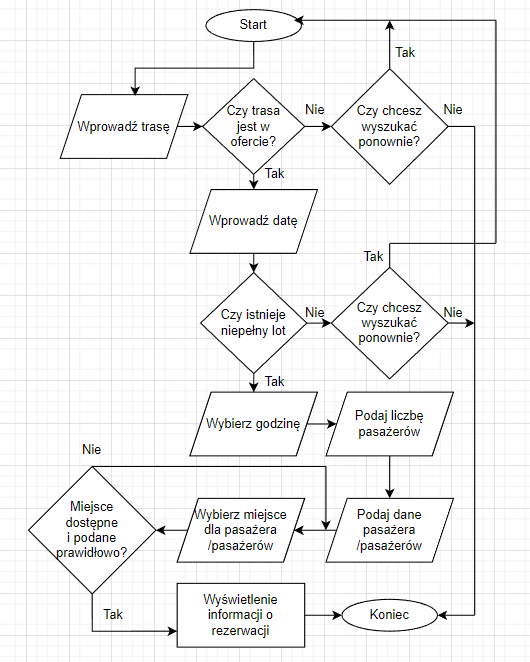 Start
Tak
Wprowadź trasę
Czy trasa
jest w
ofercie?
Nie
Czy chcesz
wyszukać
ponownie?
Nie
Tak
Wprowadź datę
Tak
Czy istnieje
niepełny lot
Nie
Czy chcesz
wyszukać
ponownie?
Nie
Tak
Wybierz godzinę
Podaj liczbę
pasażerów
Nie
Miejsce
dostępne
i podane
prawidłowo?
Wybierz miejsce
dla pasażera
/pasażerów
Podaj dane
pasażera
/pasażerów
Tak
Wyświetlenie
informacji o
rezerwacji
Koniec